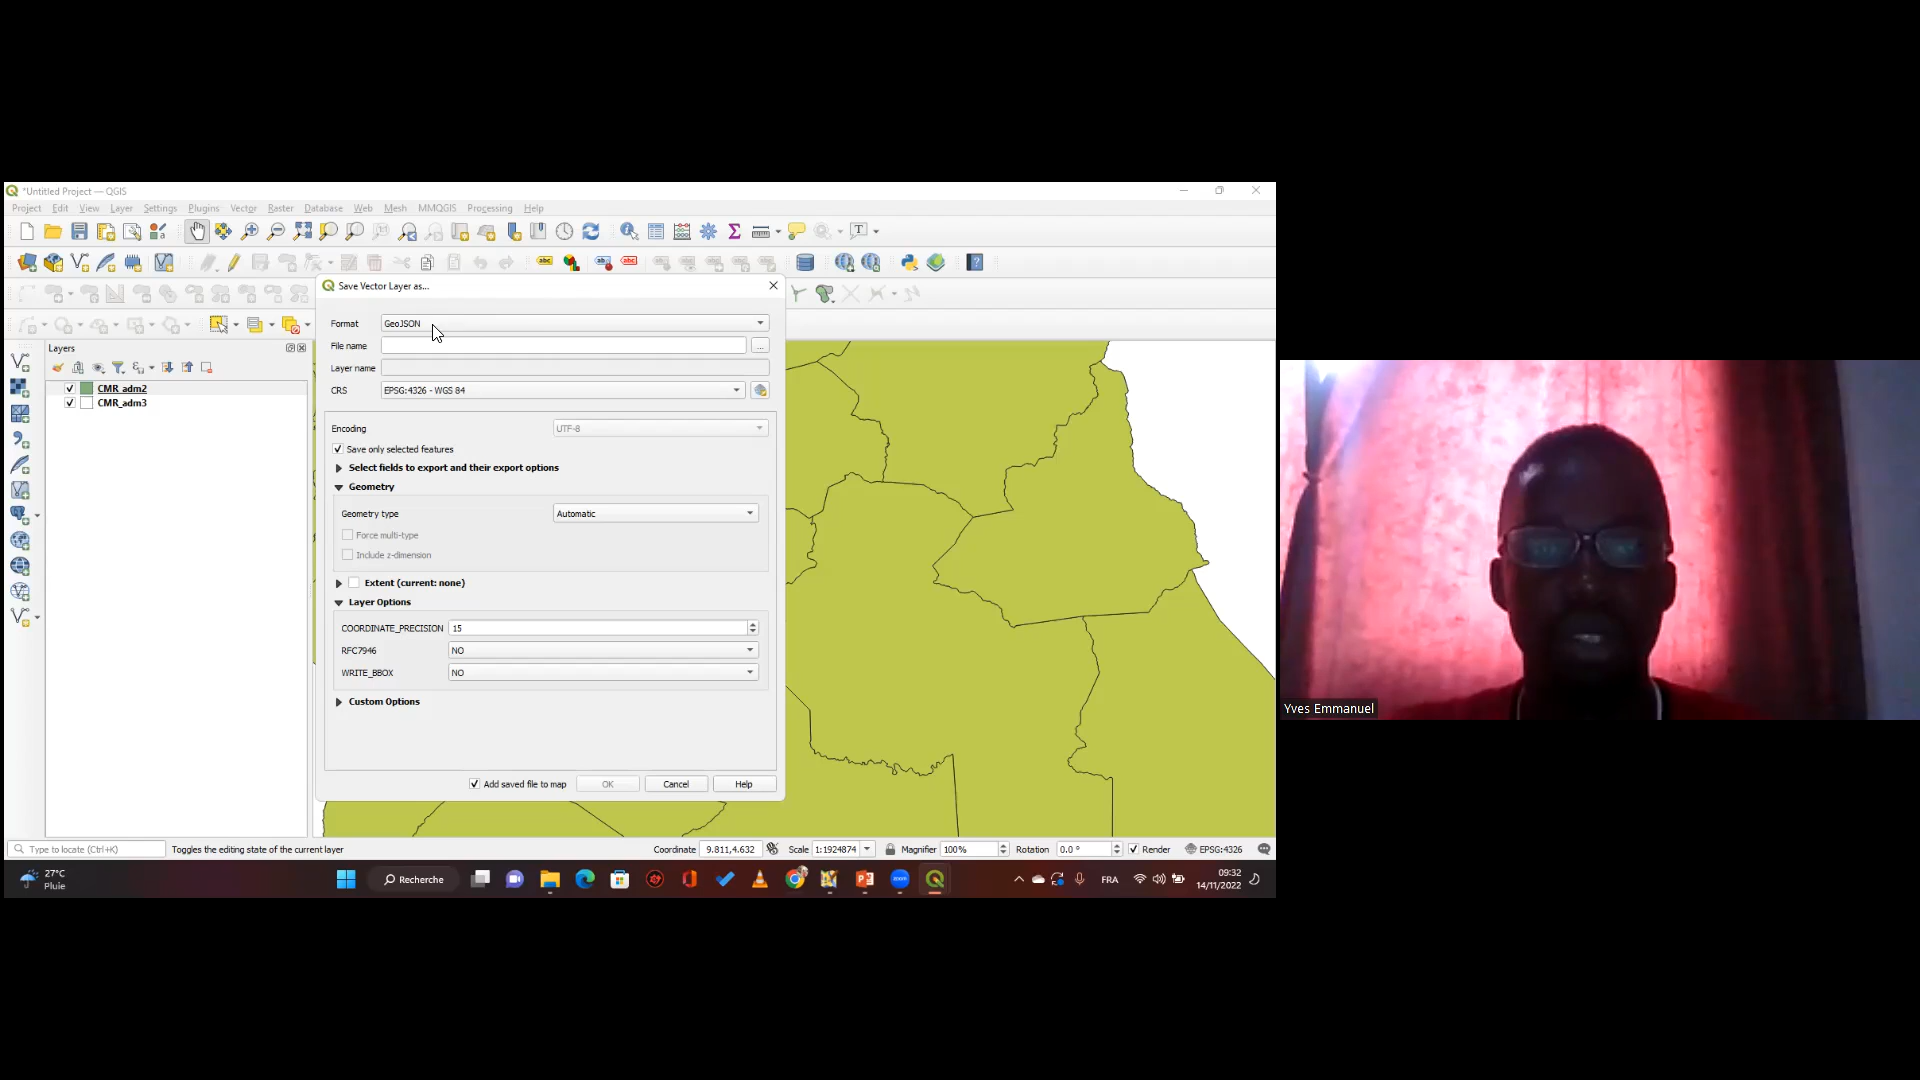 *Untitled Project — QGIS
Project Edit View Layer Settings Plugins Vector Raster Database Web Mesh MMQGIS Processing Help
Save Vector Layer as...
Format GeoJSON
File name
...
Layer name
CRS EPSG:4326 - WGS 84
Encoding UTF-8
Save only selected features
Select fields to export and their export options
Geometry
Geometry type Automatic
Force multi-type
Include z-dimension
Extent (current: none)
Layer Options
COORDINATE_PRECISION 15
RFC7946 NO
WRITE_BBOX NO
Custom Options
Add saved file to map OK Cancel Help
Layers
CMR_adm2
CMR_adm3
Type to locate (Ctrl+K) Toggles the editing state of the current layer Coordinate 9.811,4.632 Scale 1:1924874 Magnifier 100% Rotation 0.0 ° Render EPSG:4326
27°C
Pluie
Recherche
FRA
09:32
14/11/2022
Yves Emmanuel